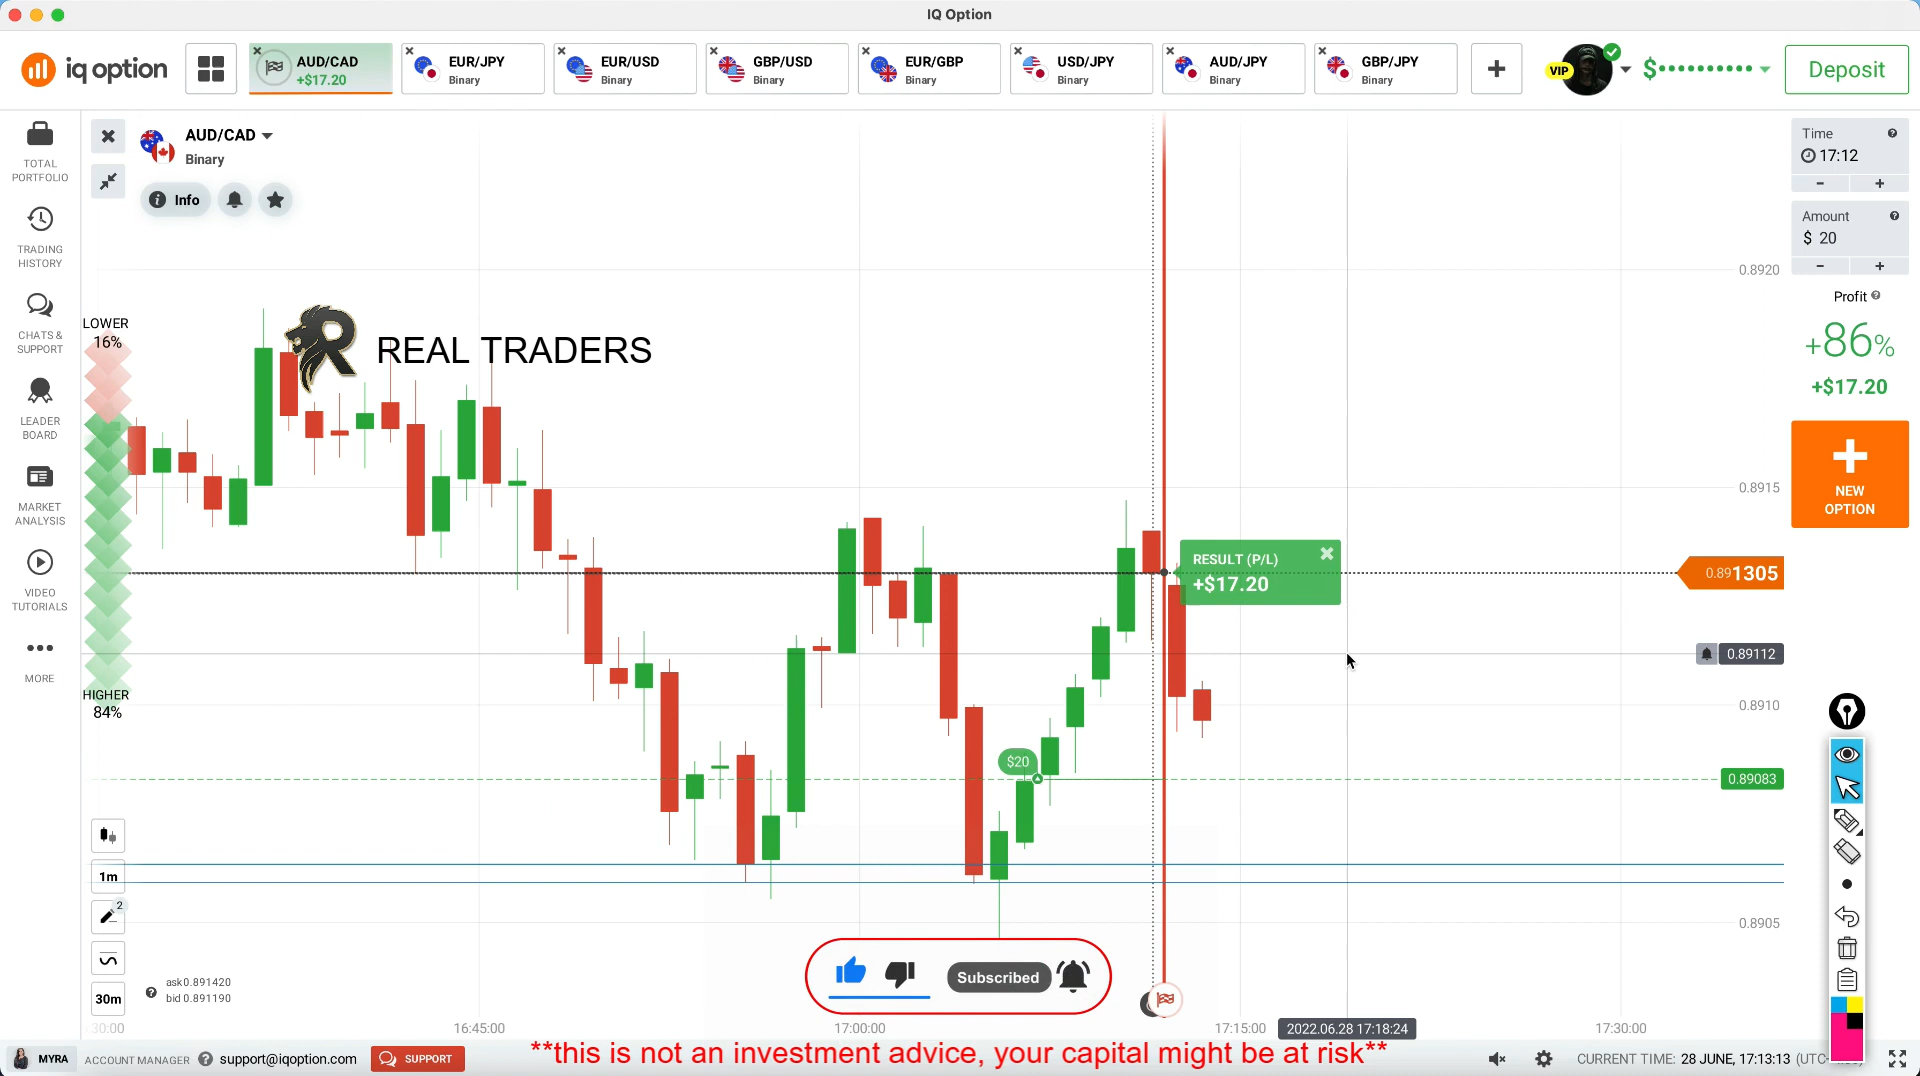 IQ Option
iq option
AUD/CAD
+$17.20
EUR/JPY
Binary
EUR/USD
Binary
GBP/USD
Binary
EUR/GBP
Binary
USD/JPY
Binary
AUD/JPY
Binary
GBP/JPY
Binary
VIP
$
Deposit
TOTAL
PORTFOLIO
TRADING
HISTORY
CHATS &
SUPPORT
LEADER
BOARD
MARKET
ANALYSIS
VIDEO
TUTORIALS
MORE
AUD/CAD
Binary
Info
LOWER
16%
HIGHER
84%
REAL TRADERS
RESULT (P/L)
+$17.20
$20
0.8920
0.8915
0.891305
0.89112
0.8910
0.89083
0.8905
Time
17:12
- +
Amount
$ 20
- +
Profit
+86%
+$17.20
NEW
OPTION
1m
2
30m
ask 0.891420
bid 0.891190
Subscribed
30:00
16:45:00
17:00:00
17:15:00
2022.06.28 17:18:24
17:30:00
MYRA
ACCOUNT MANAGER
support@iqoption.com
SUPPORT
**this is not an investment advice, your capital might be at risk**
CURRENT TIME: 28 JUNE, 17:13:13 (UTC